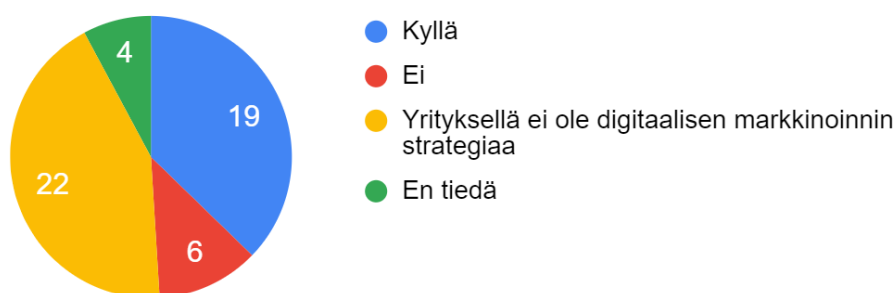 4
19
22
6
Kyllä
Ei
Yrityksellä ei ole digitaalisen markkinoinnin
strategiaa
En tiedä